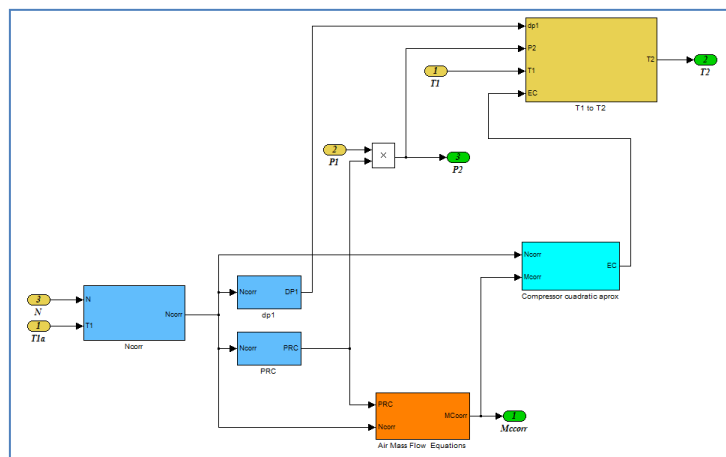 dp1
P2
T1
EC
T2
T1 to T2
2
T2
1
T1
2
P1
×
3
P2
Ncorr
Mcorr
EC
Compressor cuadratic aprox
3
N
1
T1a
N
T1
Ncorr
Ncorr
Ncorr
DP1
dp1
Ncorr
PRC
PRC
PRC
Ncorr
MCcorr
Air Mass Flow Equations
1
Mccorr